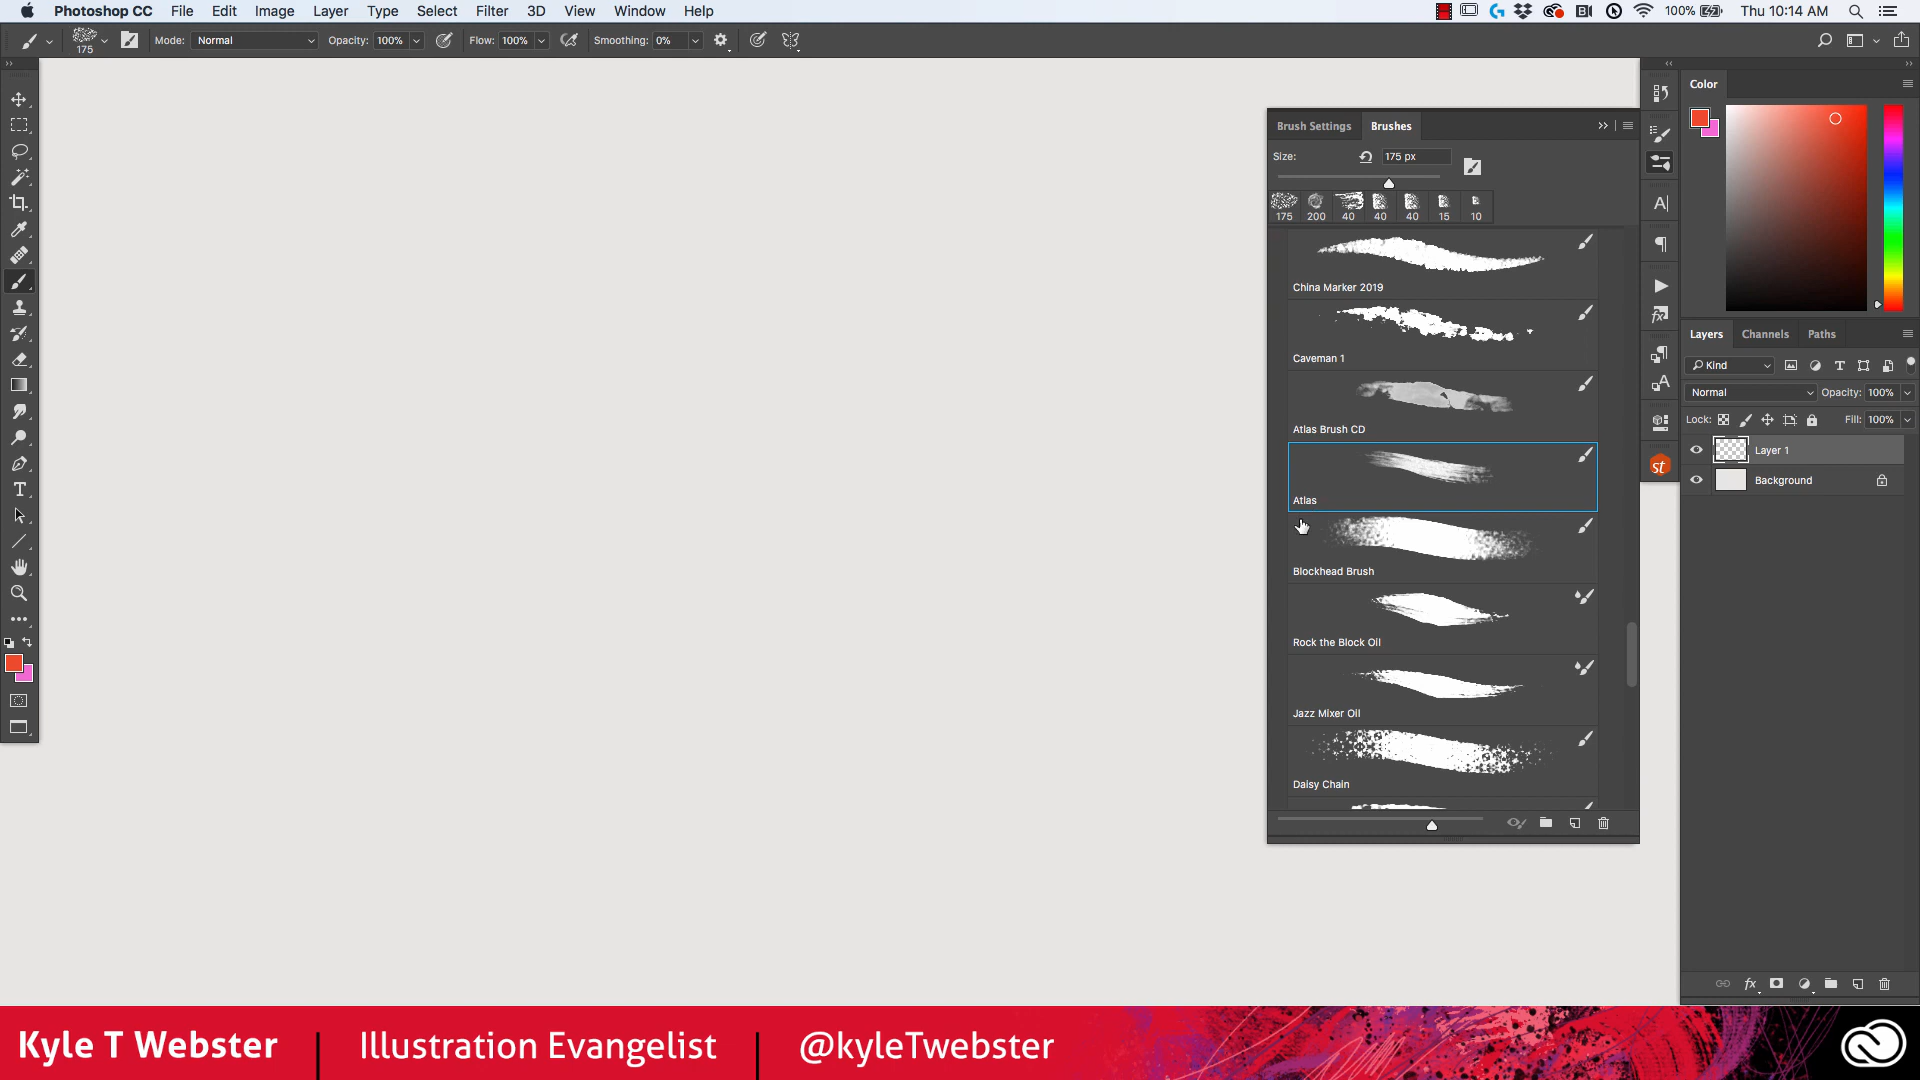 Photoshop CC File Edit Image Layer Type Select Filter 3D View Window Help 100% Thu 10:14 AM
175 Mode: Normal Opacity: 100% Flow: 100% Smoothing: 0%
Color
Brush Settings Brushes
Size: 175 px
175 200 40 40 40 15 10
China Marker 2019
Caveman 1
Atlas Brush CD
Atlas
Blockhead Brush
Rock the Block Oil
Jazz Mixer Oil
Daisy Chain
Layers Channels Paths
Kind
Normal Opacity: 100%
Lock: Fill: 100%
Layer 1
Background
st
fx
Kyle T Webster | Illustration Evangelist | @kyleTwebster